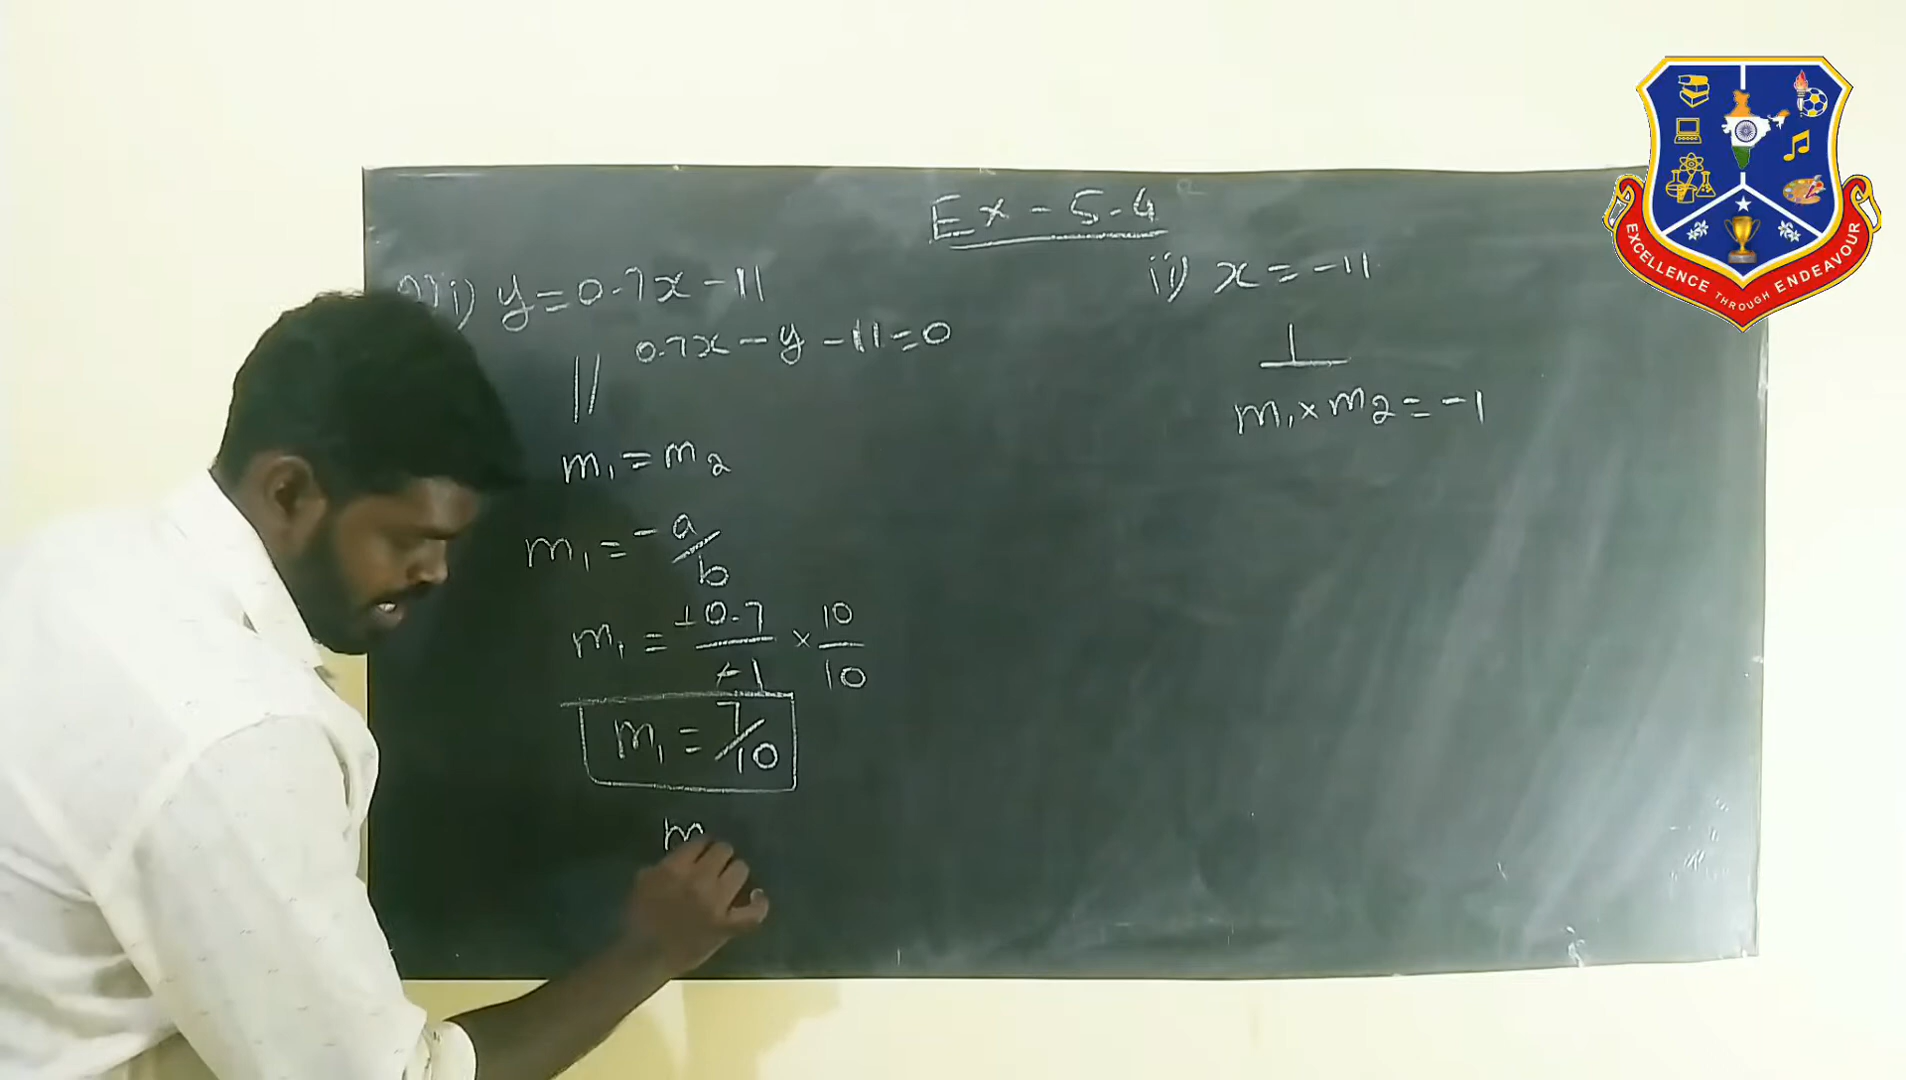 Ex - 5.4
i) y = 0.7x - 11
0.7x - y - 11 = 0
||
m₁ = m₂
m₁ = -a/b
m₁ = ±0.7/+1 × 10/10
m₁ = 7/10
m
ii) x = -11
⊥
m₁ × m₂ = -1
EXCELLENCE THROUGH ENDEAVOUR